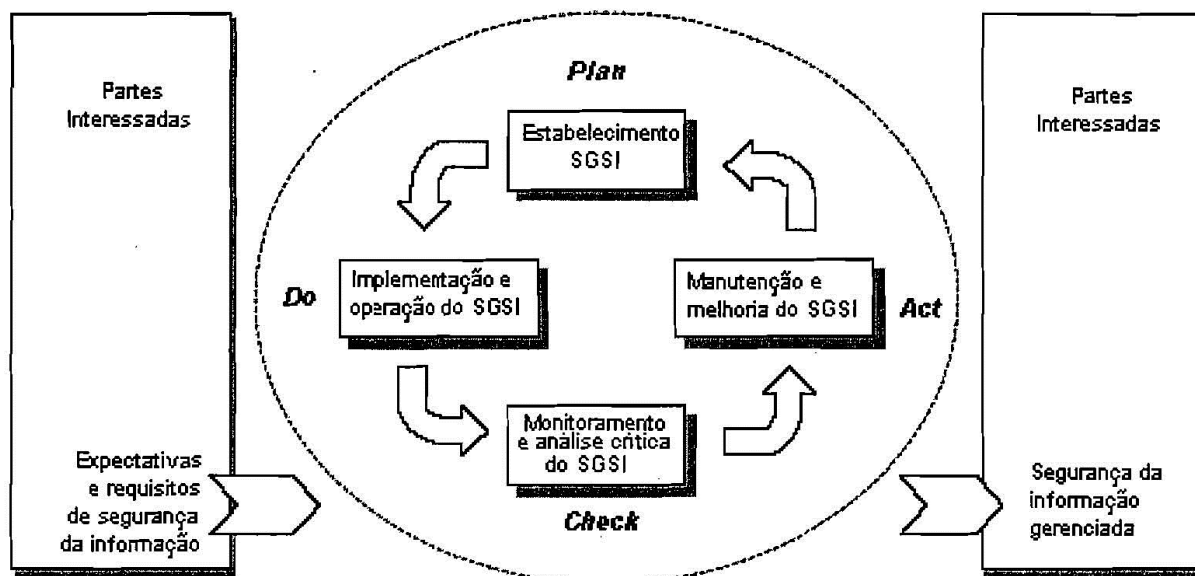 Partes
Interessadas
Expectativas
e requisitos
de segurança
da informação
Plan
Estabelecimento
SGSI
Do
Implementação e
operação do SGSI
Manutenção e
melhoria do SGSI
Act
Monitoramento
e análise crítica
do SGSI
Check
Partes
Interessadas
Segurança da
informação
gerenciada